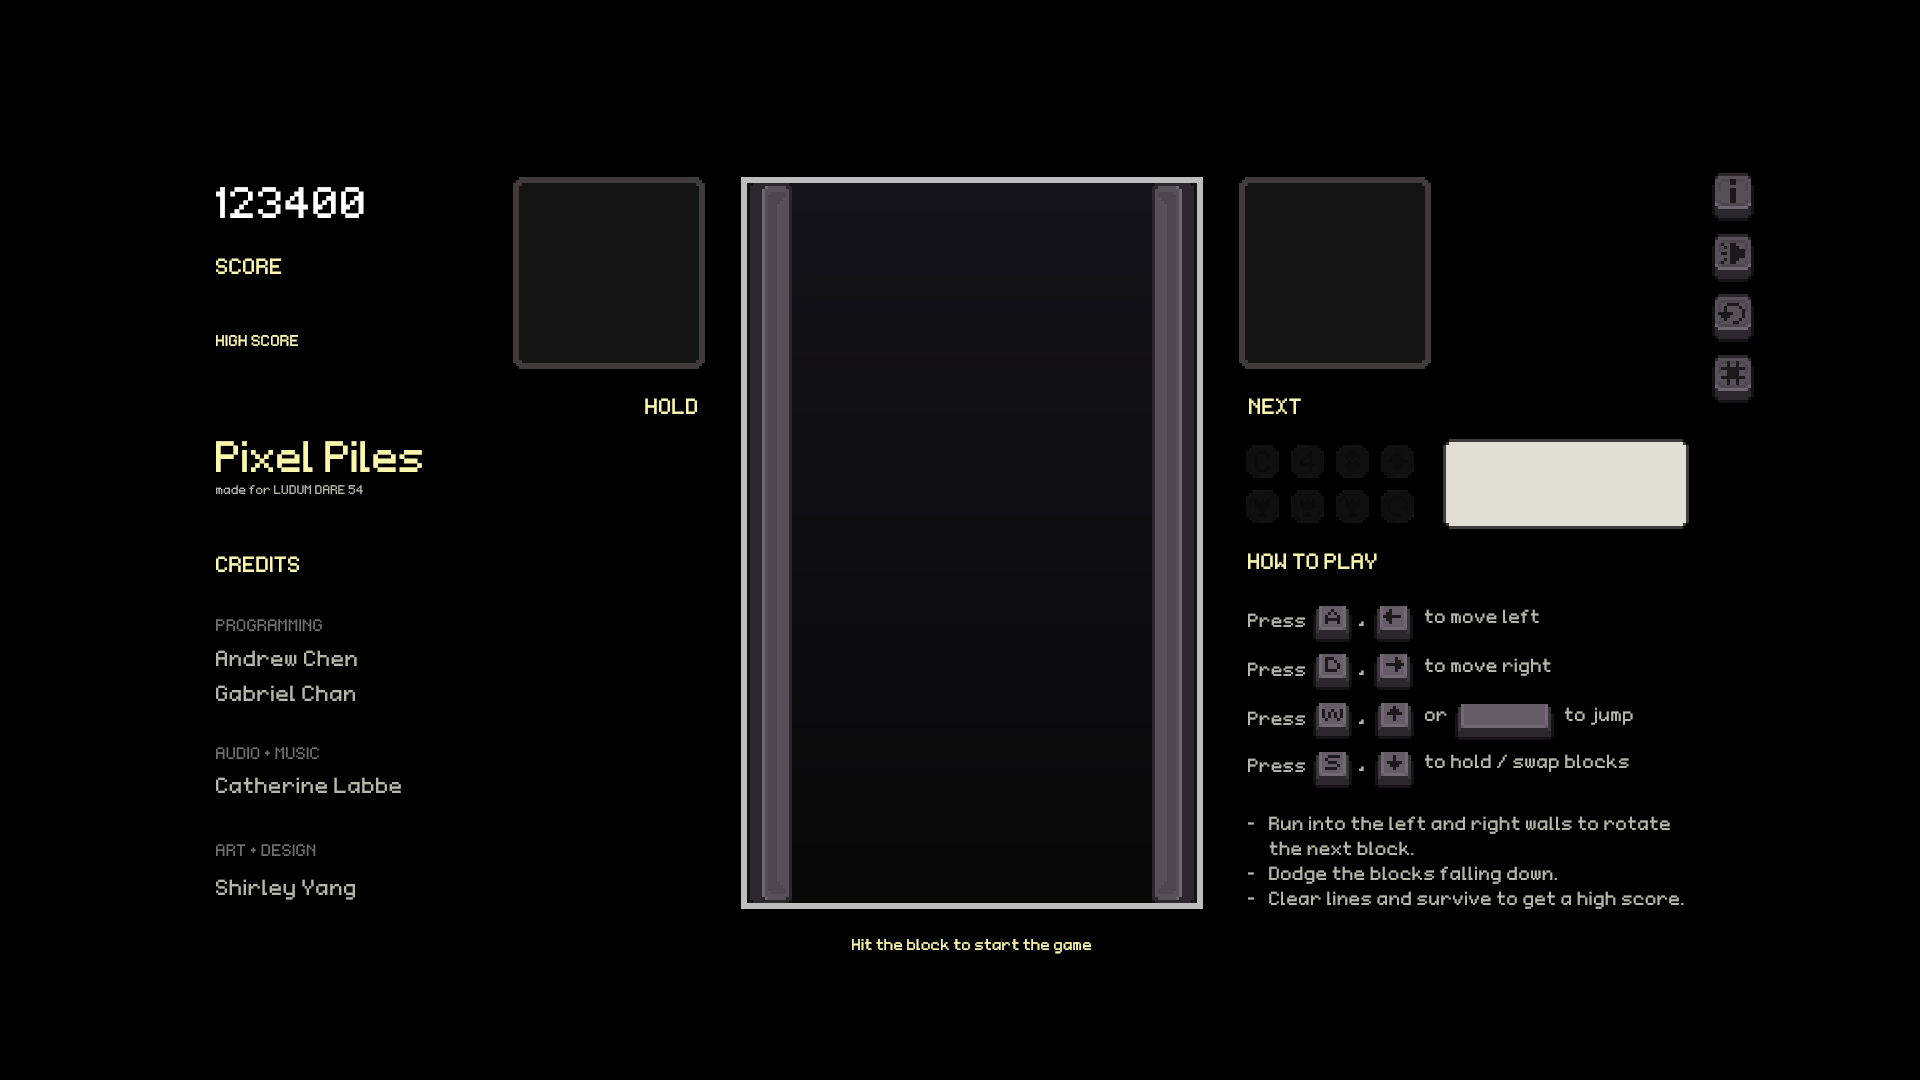 123400
SCORE
HIGH SCORE
Pixel Piles
made for LUDUM DARE 54
CREDITS
PROGRAMMING
Andrew Chen
Gabriel Chan
AUDIO + MUSIC
Catherine Labbe
ART + DESIGN
Shirley Yang
HOLD
Hit the block to start the game
NEXT
HOW TO PLAY
Press A , ← to move left
Press D , → to move right
Press W , ↑ or to jump
Press S , ↓ to hold / swap blocks
- Run into the left and right walls to rotate
the next block.
- Dodge the blocks falling down.
- Clear lines and survive to get a high score.
i
#